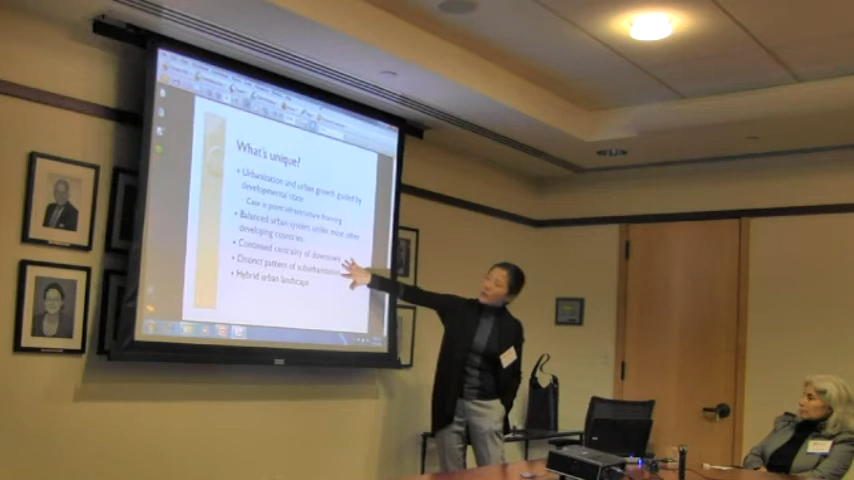 What's unique?
• Urbanization and urban growth guided by
developmental state
Case in point: infrastructure financing
• Balanced urban system, unlike most other
developing countries
• Continued centrality of downtown
• Distinct pattern of suburbanization
• Hybrid urban landscape